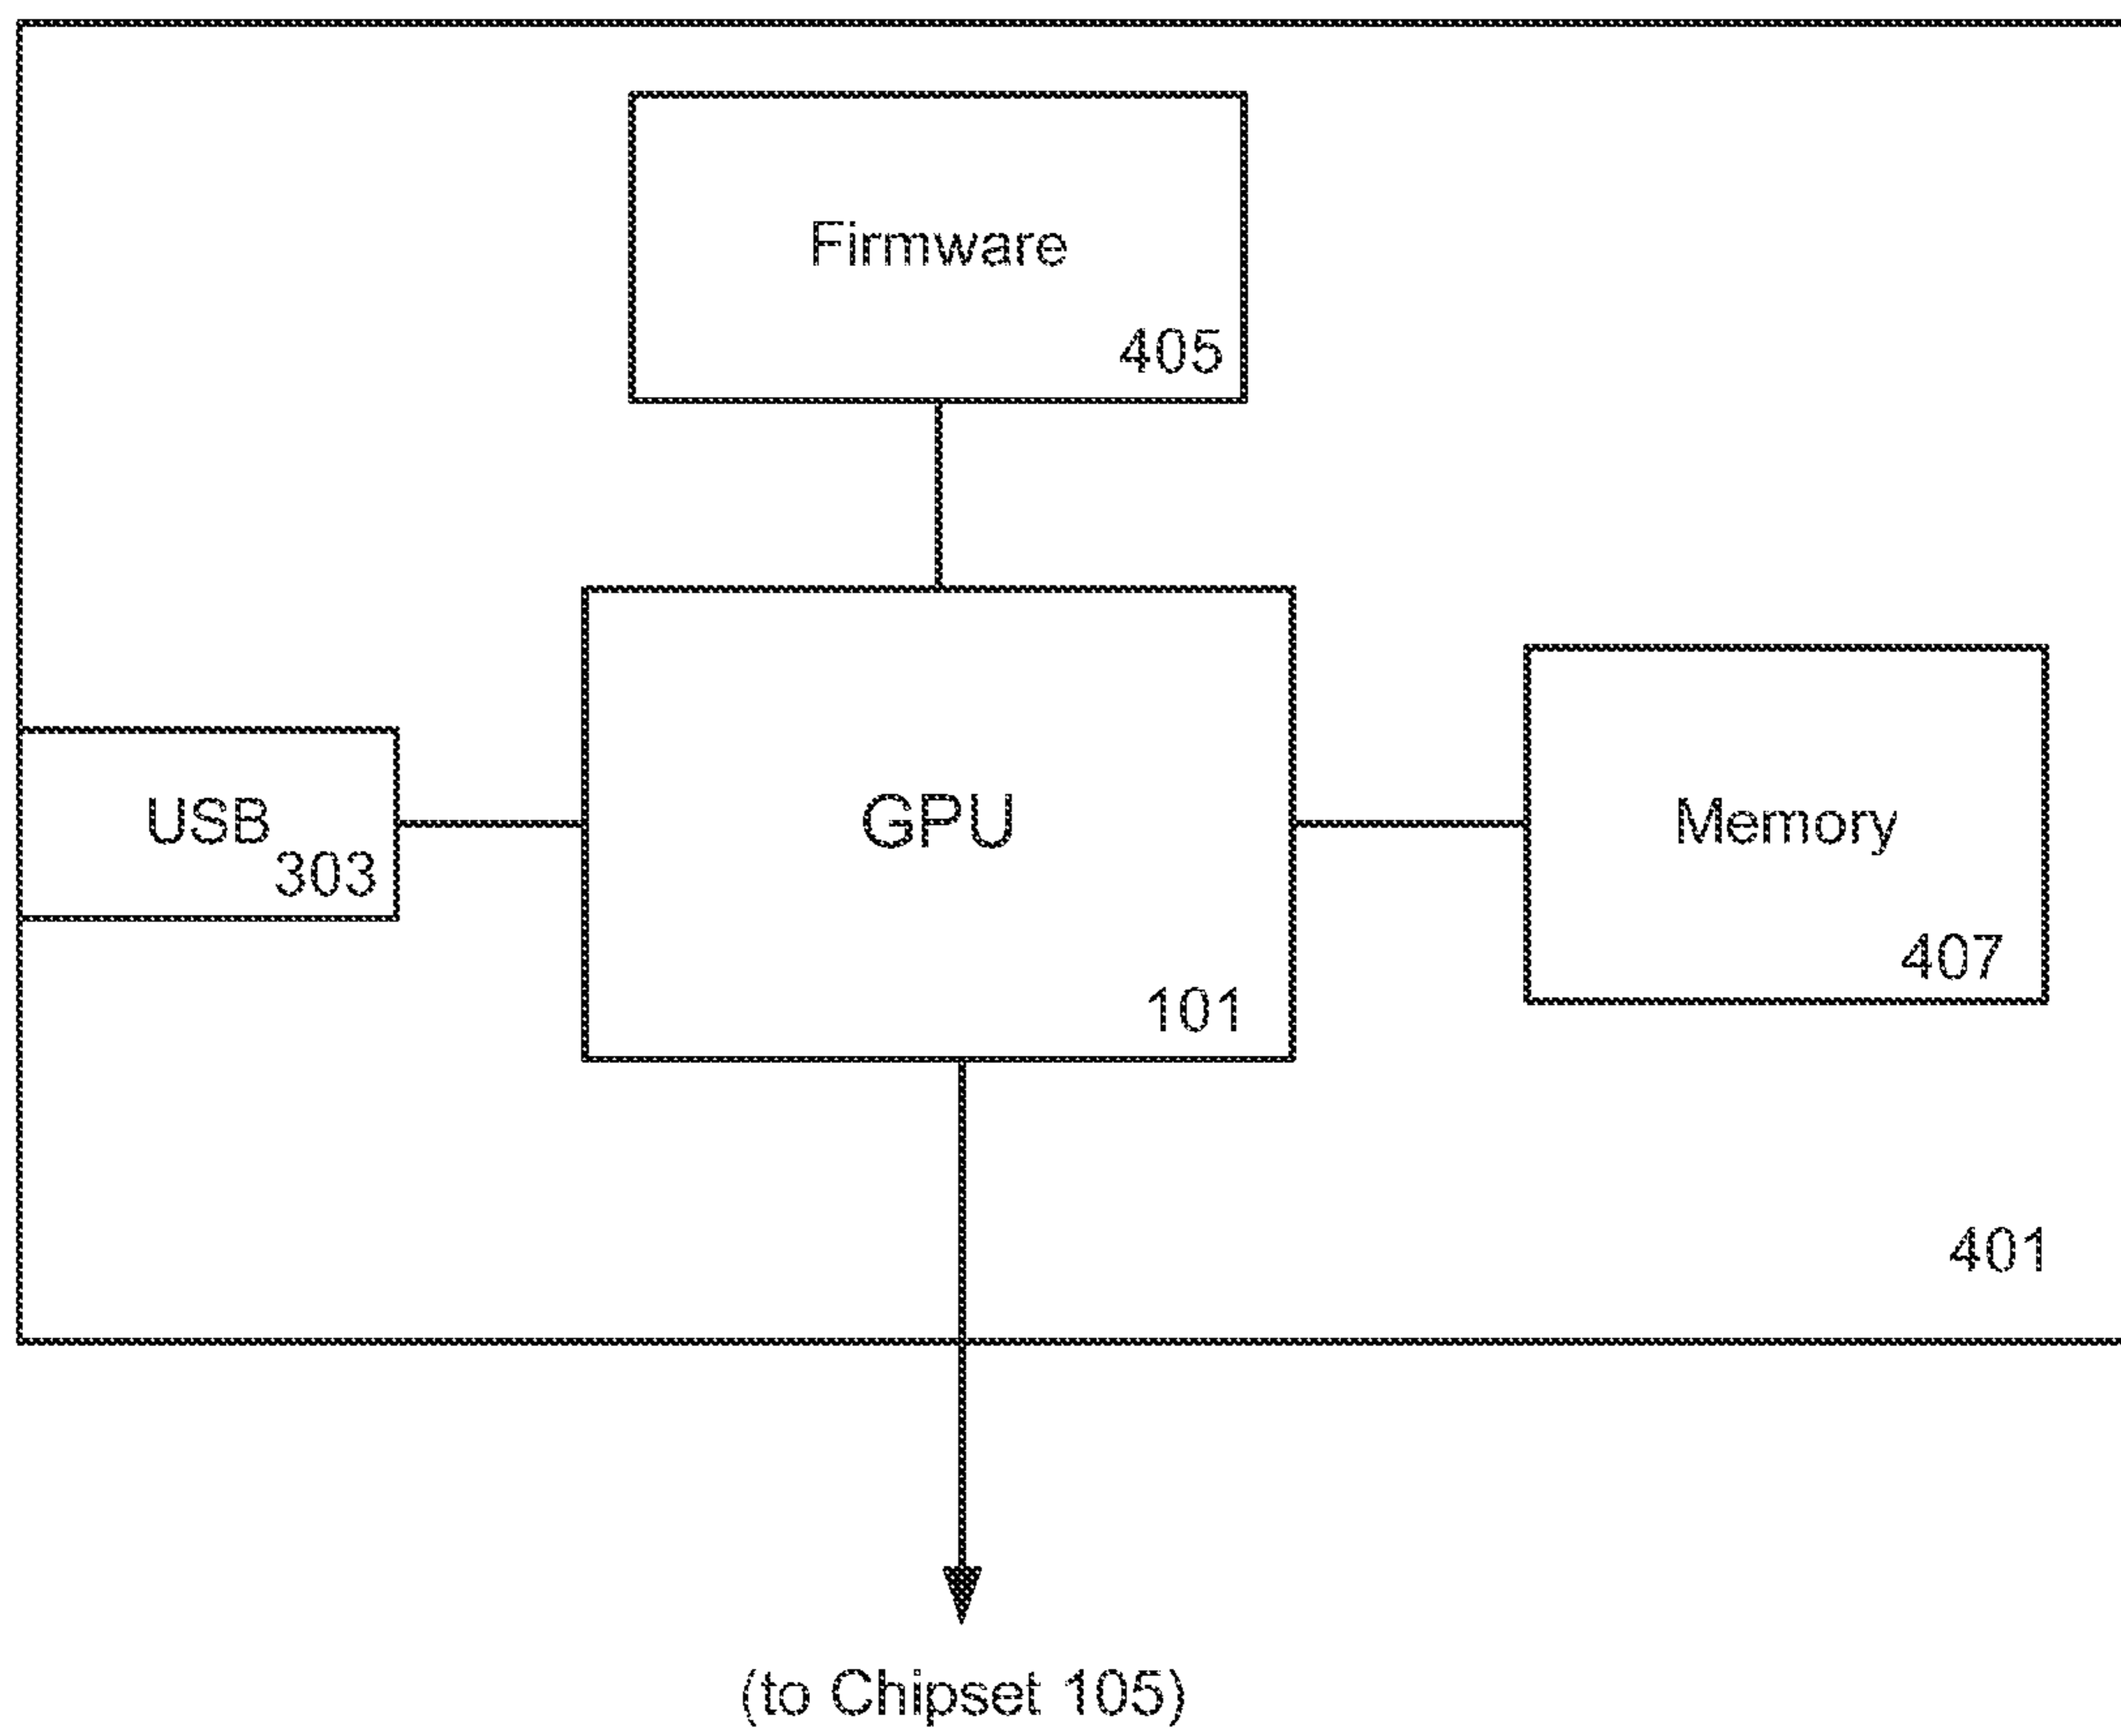 Firmware
405
USB
303
GPU
101
Memory
407
401
(to Chipset 105)